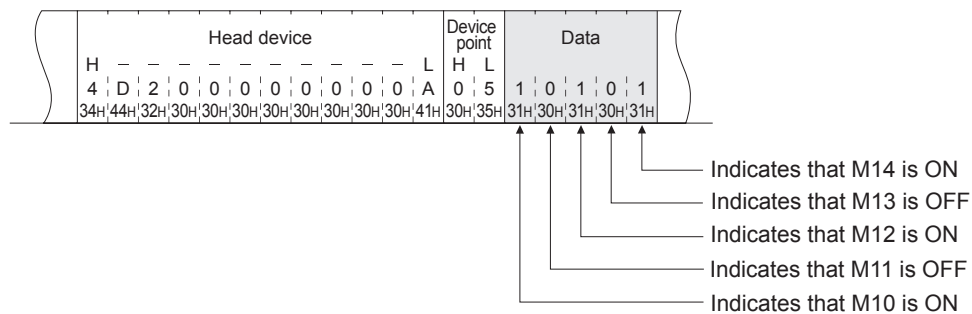 Head device Device point Data
H – – – – – – – – – – L H L
4 D 2 0 0 0 0 0 0 0 0 A 0 5 1 0 1 0 1
34H 44H 32H 30H 30H 30H 30H 30H 30H 30H 30H 41H 30H 35H 31H 30H 31H 30H 31H
Indicates that M14 is ON
Indicates that M13 is OFF
Indicates that M12 is ON
Indicates that M11 is OFF
Indicates that M10 is ON